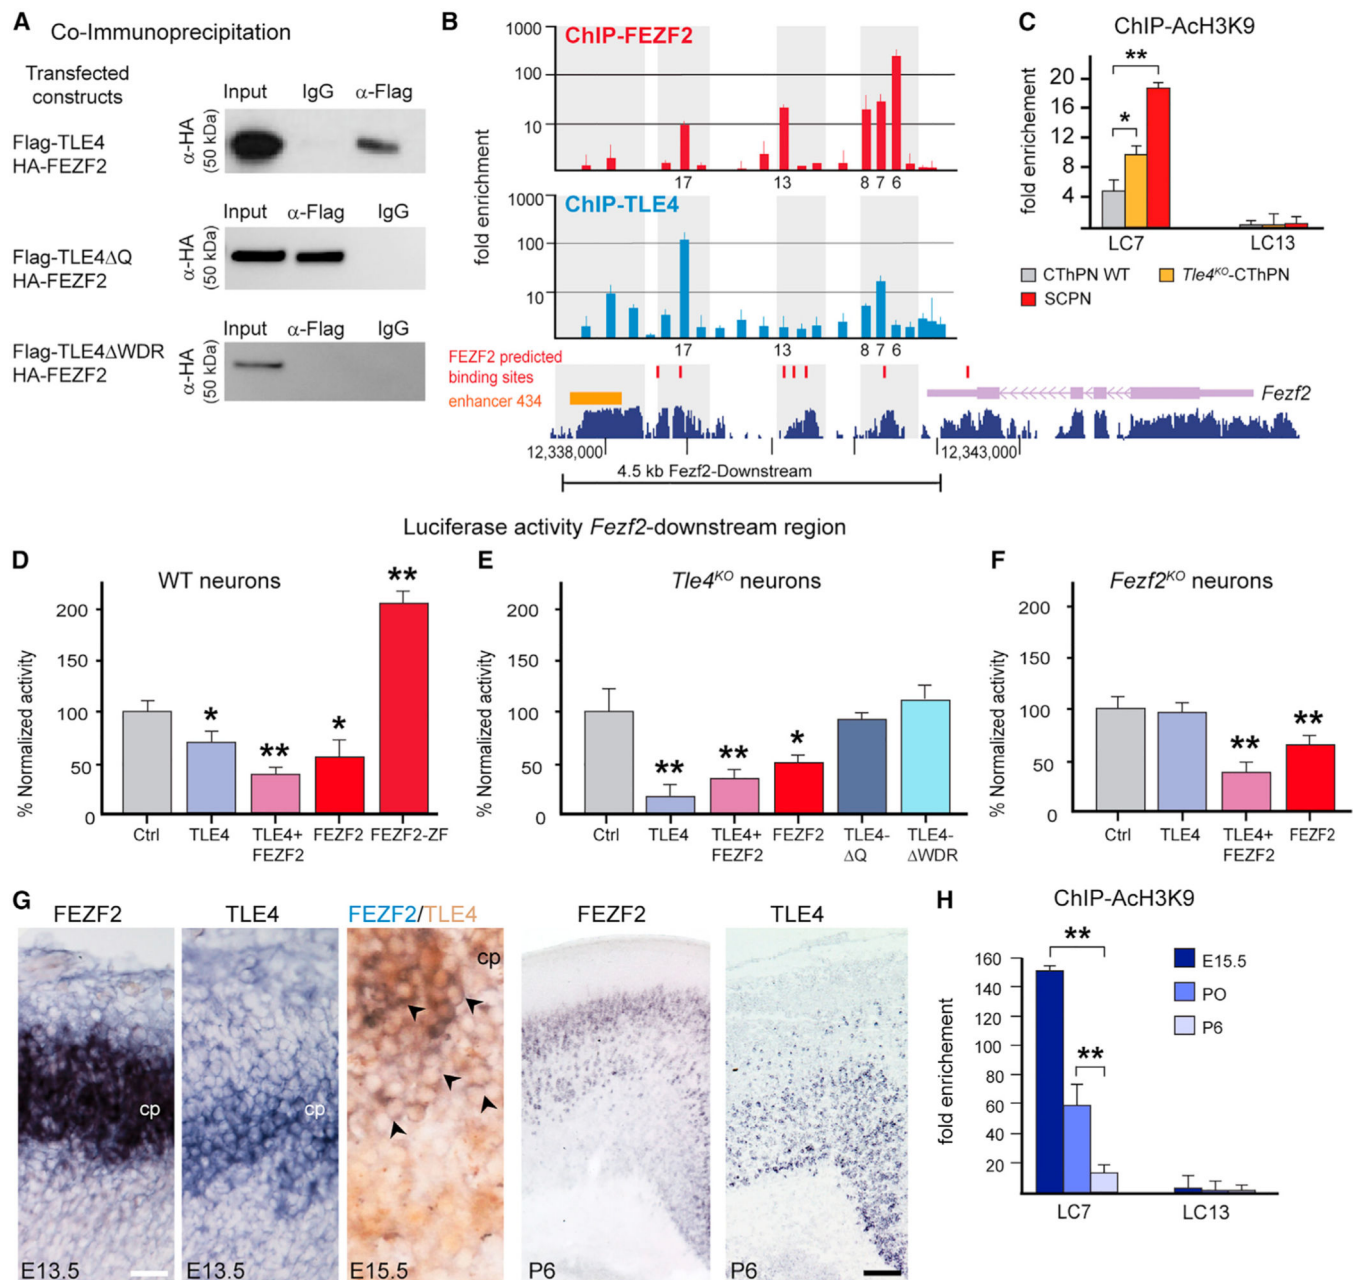 A
Co-Immunoprecipitation
Transfected
constructs
Input IgG α-Flag
Flag-TLE4
HA-FEZF2
α-HA
(50 kDa)
Input α-Flag IgG
Flag-TLE4ΔQ
HA-FEZF2
α-HA
(50 kDa)
Input α-Flag IgG
Flag-TLE4ΔWDR
HA-FEZF2
α-HA
(50 kDa)
B
ChIP-FEZF2
1000
100
10
17 13 8 7 6
fold enrichment
ChIP-TLE4
1000
100
10
17 13 8 7 6
FEZF2 predicted
binding sites
enhancer 434
Fezf2
12,338,000
12,343,000
4.5 kb Fezf2-Downstream
C
ChIP-AcH3K9
fold enrichement
20
16
12
8
4
**
*
LC7 LC13
CThPN WT
Tle4KO-CThPN
SCPN
Luciferase activity Fezf2-downstream region
D
WT neurons
% Normalized activity
200
150
100
50
0
* ** * **
Ctrl TLE4 TLE4+ FEZF2 FEZF2-ZF
FEZF2
E
Tle4KO neurons
% Normalized activity
200
150
100
50
0
** ** *
Ctrl TLE4 TLE4+ FEZF2 TLE4- TLE4-
FEZF2 ΔQ ΔWDR
F
Fezf2KO neurons
% Normalized activity
200
150
100
50
0
** **
Ctrl TLE4 TLE4+ FEZF2
FEZF2
G
FEZF2 TLE4 FEZF2/TLE4 FEZF2 TLE4
cp
cp
cp
E13.5 E13.5 E15.5 P6 P6
H
ChIP-AcH3K9
fold enrichement
160
140
120
100
80
60
40
20
**
**
E15.5
PO
P6
LC7 LC13